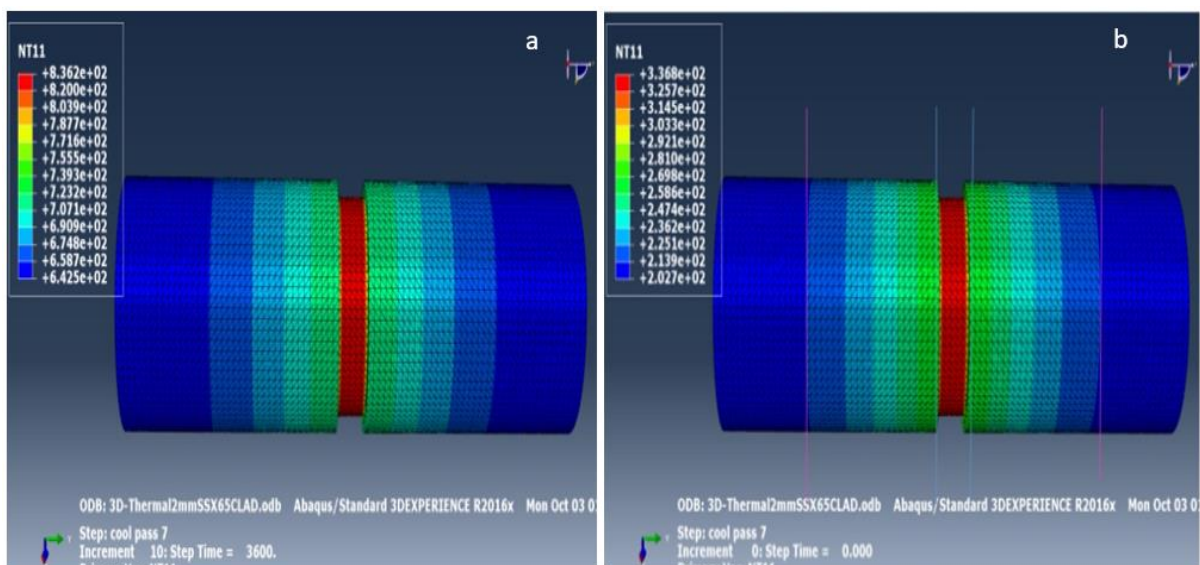 a
NT11
+8.362e+02
+8.200e+02
+8.039e+02
+7.877e+02
+7.716e+02
+7.555e+02
+7.393e+02
+7.232e+02
+7.071e+02
+6.909e+02
+6.748e+02
+6.587e+02
+6.425e+02
ODB: 3D-Thermal2mmSSX65CLAD.odb Abaqus/Standard 3DEXPERIENCE R2016x Mon Oct 03
Step: cool pass 7
Increment 10: Step Time = 3600.
b
NT11
+3.368e+02
+3.257e+02
+3.145e+02
+3.033e+02
+2.921e+02
+2.810e+02
+2.698e+02
+2.586e+02
+2.474e+02
+2.362e+02
+2.251e+02
+2.139e+02
+2.027e+02
ODB: 3D-Thermal2mmSSX65CLAD.odb Abaqus/Standard 3DEXPERIENCE R2016x Mon Oct 03
Step: cool pass 7
Increment 0: Step Time = 0.000